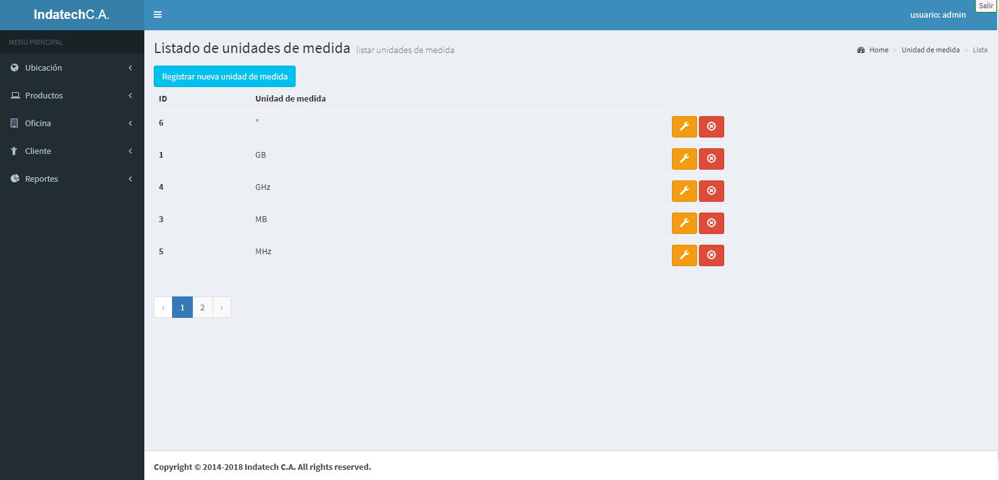 IndatechC.A.
usuario: admin
Salir
MENÚ PRINCIPAL
Ubicación
Productos
Oficina
Cliente
Reportes
Listado de unidades de medida listar unidades de medida
Home > Unidad de medida > Lista
Registrar nueva unidad de medida
ID Unidad de medida
6 "
1 GB
4 GHz
3 MB
5 MHz
‹ 1 2 ›
Copyright © 2014-2018 Indatech C.A. All rights reserved.